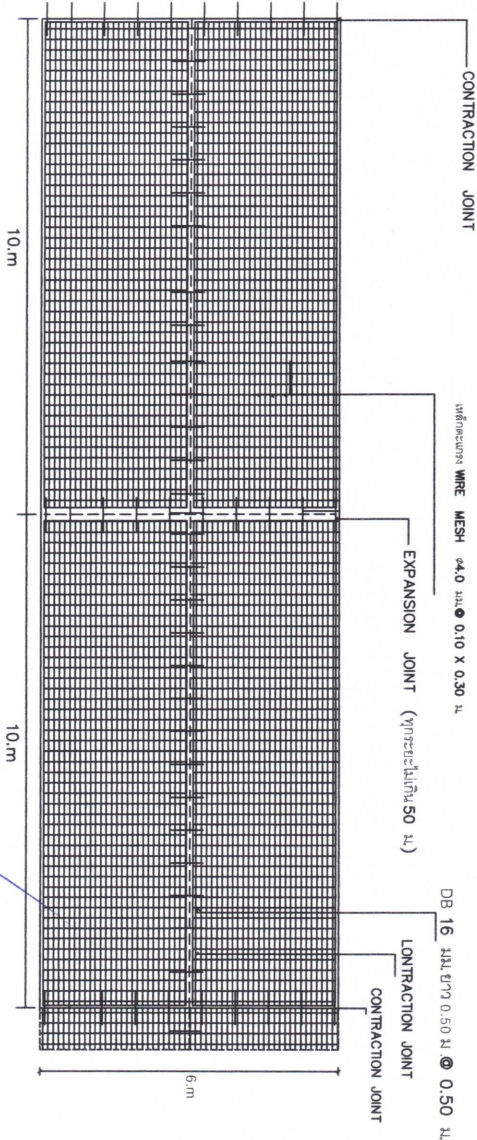 CONTRACTION JOINT
เหล็กตะแกรง WIRE MESH ø4.0 มม.@ 0.10 X 0.30 ม.
EXPANSION JOINT (ทุกระยะไม่เกิน 50 ม.)
DB 16 มม. ยาว 0.50 ม. @ 0.50 ม.
LONTRACTION JOINT
CONTRACTION JOINT
10.m
10.m
6.m